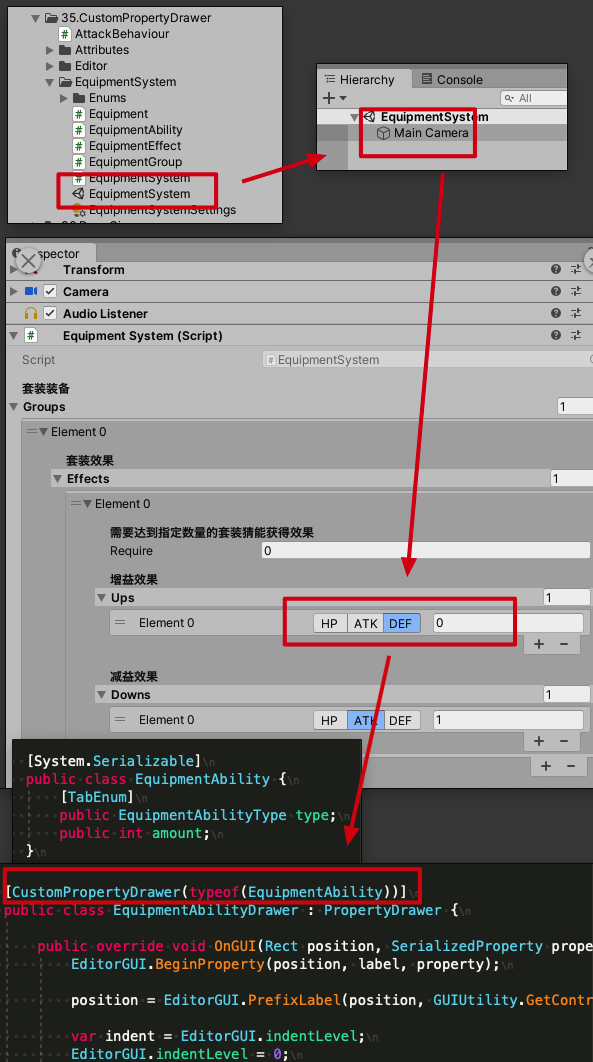 35.CustomPropertyDrawer
AttackBehaviour
Attributes
Editor
EquipmentSystem
Enums
Equipment
EquipmentAbility
EquipmentEffect
EquipmentGroup
EquipmentSystem
EquipmentSystem
EquipmentSystemSettings
Hierarchy Console
All
EquipmentSystem
Main Camera
Transform
Camera
Audio Listener
Equipment System (Script)
Script EquipmentSystem
套装装备
Groups 1
Element 0
套装效果
Effects 1
Element 0
需要达到指定数量的套装猜能获得效果
Require 0
增益效果
Ups 1
Element 0 HP ATK DEF 0
+ −
减益效果
Downs 1
Element 0 HP ATK DEF 1
+ −
+ −
[System.Serializable]\n
public class EquipmentAbility {\n
[TabEnum]\n
public EquipmentAbilityType type;\n
public int amount;\n
}\n
[CustomPropertyDrawer(typeof(EquipmentAbility))]\n
public class EquipmentAbilityDrawer : PropertyDrawer {\n
public override void OnGUI(Rect position, SerializedProperty prope
EditorGUI.BeginProperty(position, label, property);\n
position = EditorGUI.PrefixLabel(position, GUIUtility.GetContr
var indent = EditorGUI.indentLevel;\n
EditorGUI.indentLevel = 0;\n